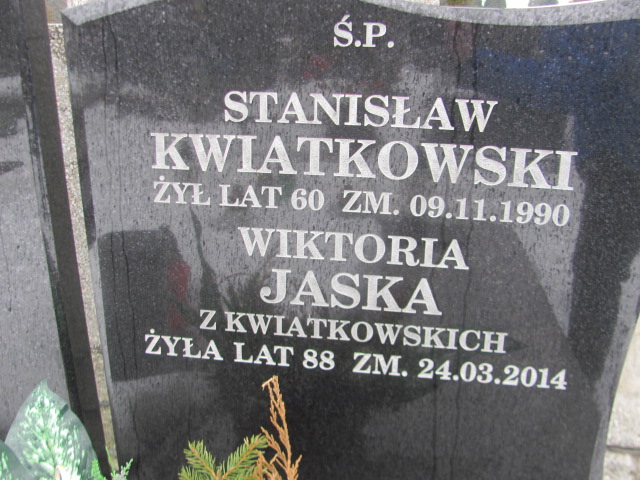 Ś.P.
STANISŁAW
KWIATKOWSKI
ŻYŁ LAT 60 ZM. 09.11.1990
WIKTORIA
JASKA
Z KWIATKOWSKICH
ŻYŁA LAT 88 ZM. 24.03.2014